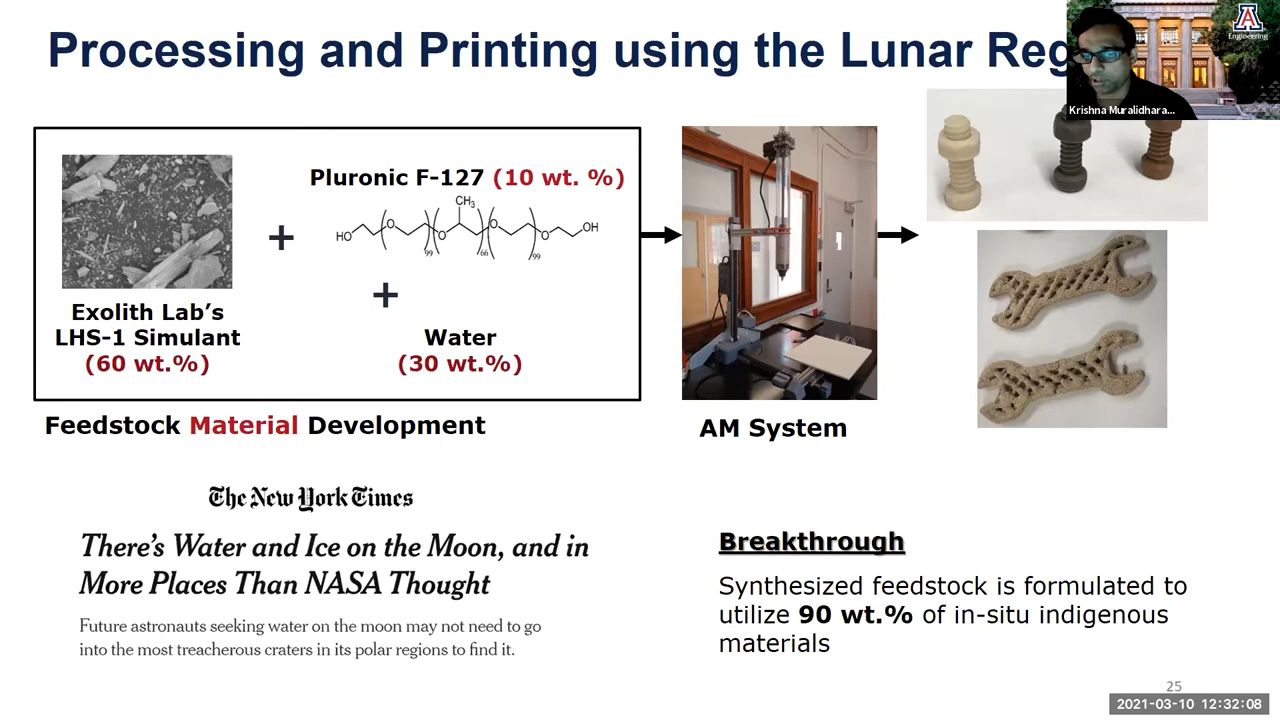 Processing and Printing using the Lunar Reg
Engineering
Krishna Muralidhara...
Pluronic F-127 (10 wt. %)
CH3
HO
O
O
O
O
OH
99
66
99
+
+
Exolith Lab's
LHS-1 Simulant
(60 wt.%)
Water
(30 wt.%)
Feedstock Material Development
AM System
The New York Times
There's Water and Ice on the Moon, and in
More Places Than NASA Thought
Future astronauts seeking water on the moon may not need to go
into the most treacherous craters in its polar regions to find it.
Breakthrough
Synthesized feedstock is formulated to
utilize 90 wt.% of in-situ indigenous
materials
25
2021-03-10 12:32:08